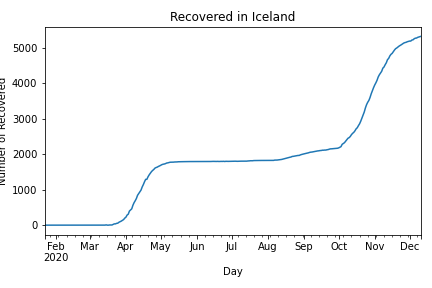 Recovered in Iceland
Number of Recovered
5000
4000
3000
2000
1000
0
Feb Mar Apr May Jun Jul Aug Sep Oct Nov Dec
2020
Day